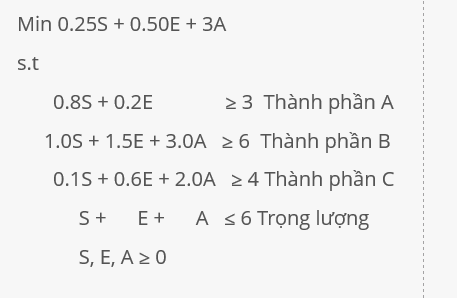 Min 0.25S + 0.50E + 3A
s.t
0.8S + 0.2E ≥ 3 Thành phần A
1.0S + 1.5E + 3.0A ≥ 6 Thành phần B
0.1S + 0.6E + 2.0A ≥ 4 Thành phần C
S + E + A ≤ 6 Trọng lượng
S, E, A ≥ 0